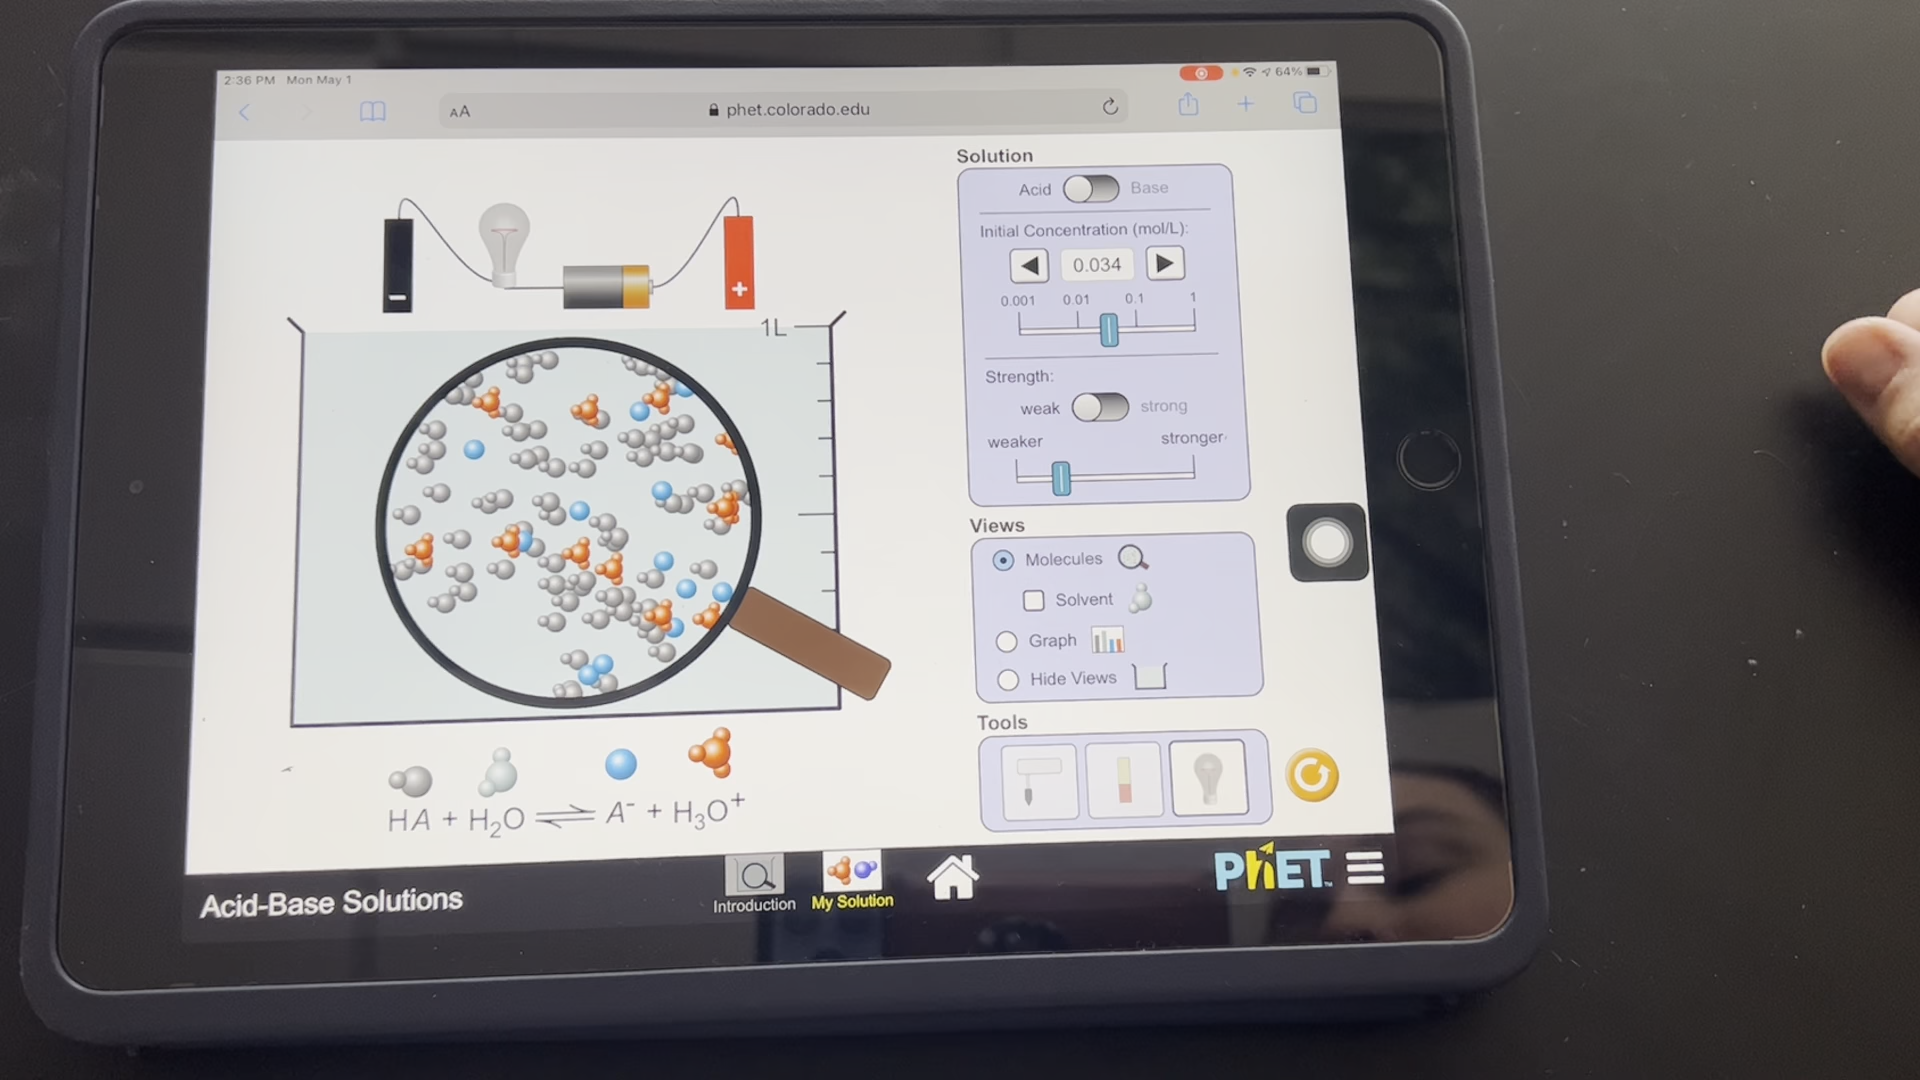 2:36 PM Mon May 1
64%
AA
phet.colorado.edu
Solution
Acid
Base
Initial Concentration (mol/L):
0.034
0.001 0.01 0.1 1
Strength:
weak
strong
weaker
stronger
1L
−
+
Views
Molecules
Solvent
Graph
Hide Views
Tools
HA + H₂O ⇌ A⁻ + H₃O⁺
Acid-Base Solutions
Introduction
My Solution
PhET